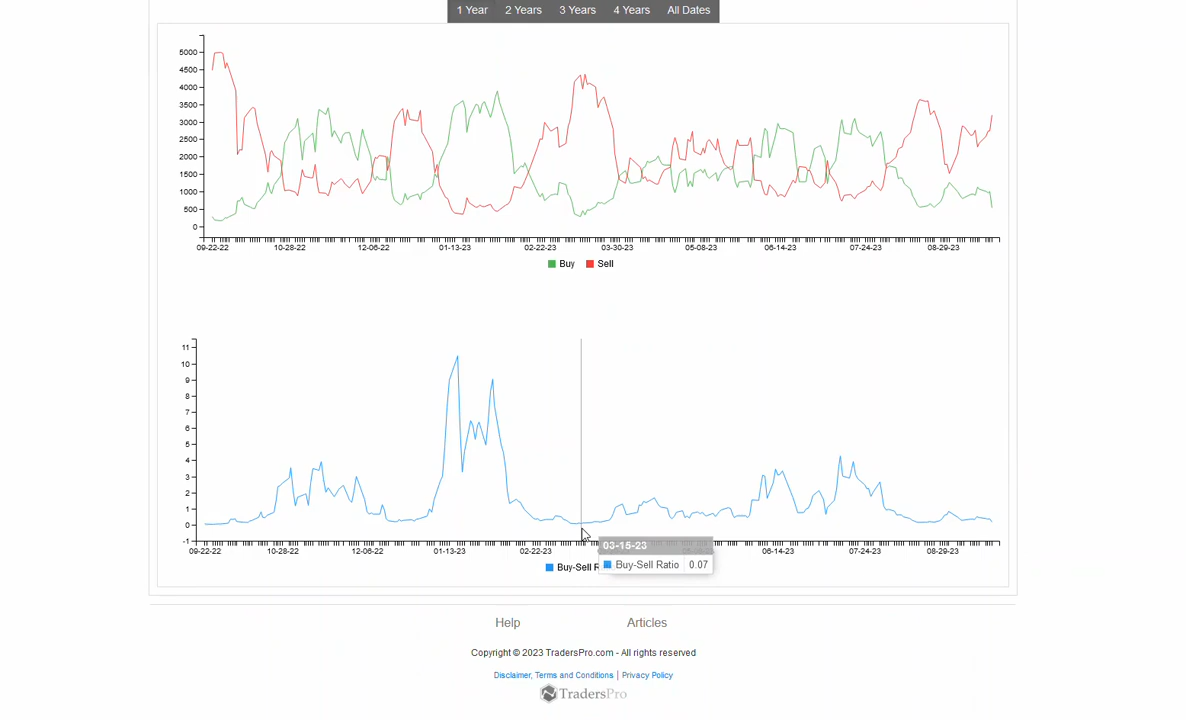 1 Year 2 Years 3 Years 4 Years All Dates
5000
4500
4000
3500
3000
2500
2000
1500
1000
500
0
09-22-22 10-28-22 12-06-22 01-13-23 02-22-23 03-30-23 05-08-23 06-14-23 07-24-23 08-29-23
Buy Sell
11
10
9
8
7
6
5
4
3
2
1
0
-1
09-22-22 10-28-22 12-06-22 01-13-23 02-22-23 06-14-23 07-24-23 08-29-23
03-15-23
Buy-Sell Ratio 0.07
Buy-Sell R
Help Articles
Copyright © 2023 TradersPro.com - All rights reserved
Disclaimer, Terms and Conditions | Privacy Policy
TradersPro